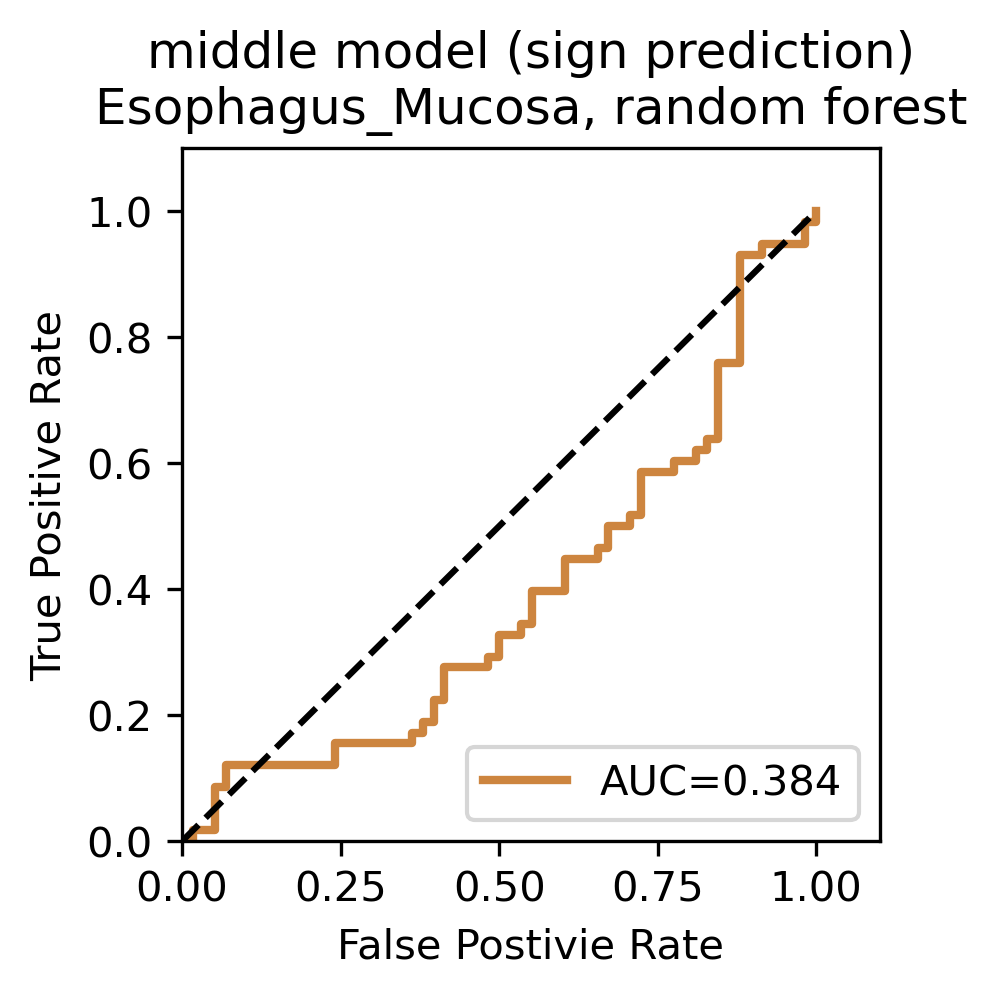 middle model (sign prediction)
Esophagus_Mucosa, random forest
True Positive Rate
1.0
0.8
0.6
0.4
0.2
0.0
AUC=0.384
0.00 0.25 0.50 0.75 1.00
False Postivie Rate